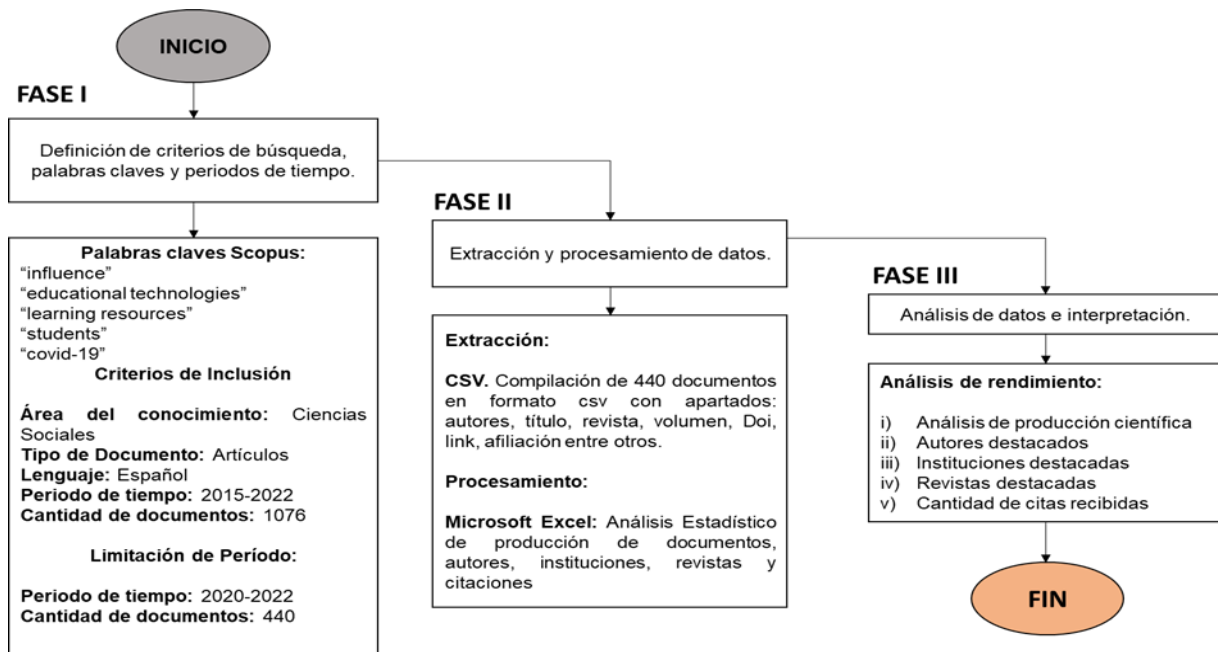 INICIO
FASE I
Definición de criterios de búsqueda,
palabras claves y periodos de tiempo.
Palabras claves Scopus:
“influence”
“educational technologies”
“learning resources”
“students”
“covid-19”
Criterios de Inclusión
Área del conocimiento: Ciencias
Sociales
Tipo de Documento: Artículos
Lenguaje: Español
Periodo de tiempo: 2015-2022
Cantidad de documentos: 1076
Limitación de Período:
Periodo de tiempo: 2020-2022
Cantidad de documentos: 440
FASE II
Extracción y procesamiento de datos.
Extracción:
CSV. Compilación de 440 documentos
en formato csv con apartados:
autores, título, revista, volumen, Doi,
link, afiliación entre otros.
Procesamiento:
Microsoft Excel: Análisis Estadístico
de producción de documentos,
autores, instituciones, revistas y
citaciones
FASE III
Análisis de datos e interpretación.
Análisis de rendimiento:
i) Análisis de producción científica
ii) Autores destacados
iii) Instituciones destacadas
iv) Revistas destacadas
v) Cantidad de citas recibidas
FIN